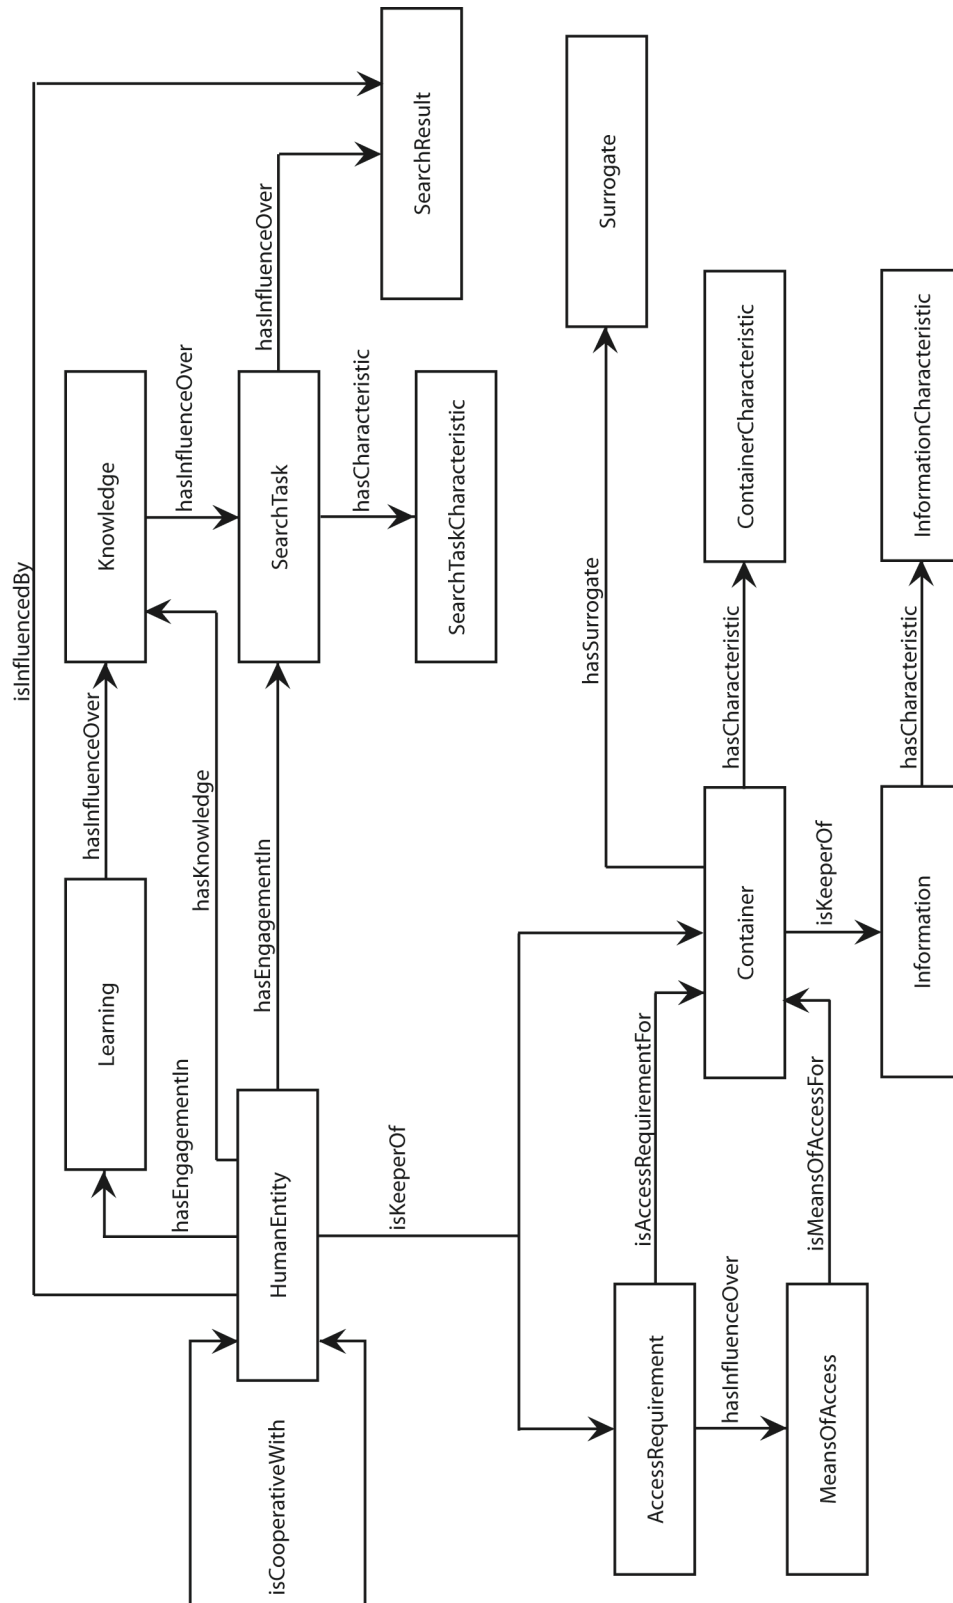 isInfluencedBy
Learning
hasInfluenceOver
Knowledge
hasEngagementIn
hasKnowledge
hasInfluenceOver
isCooperativeWith
HumanEntity
hasEngagementIn
SearchTask
hasInfluenceOver
SearchResult
hasCharacteristic
SearchTaskCharacteristic
isKeeperOf
hasSurrogate
Surrogate
AccessRequirement
isAccessRequirementFor
Container
hasCharacteristic
ContainerCharacteristic
hasInfluenceOver
isKeeperOf
MeansOfAccess
isMeansOfAccessFor
Information
hasCharacteristic
InformationCharacteristic